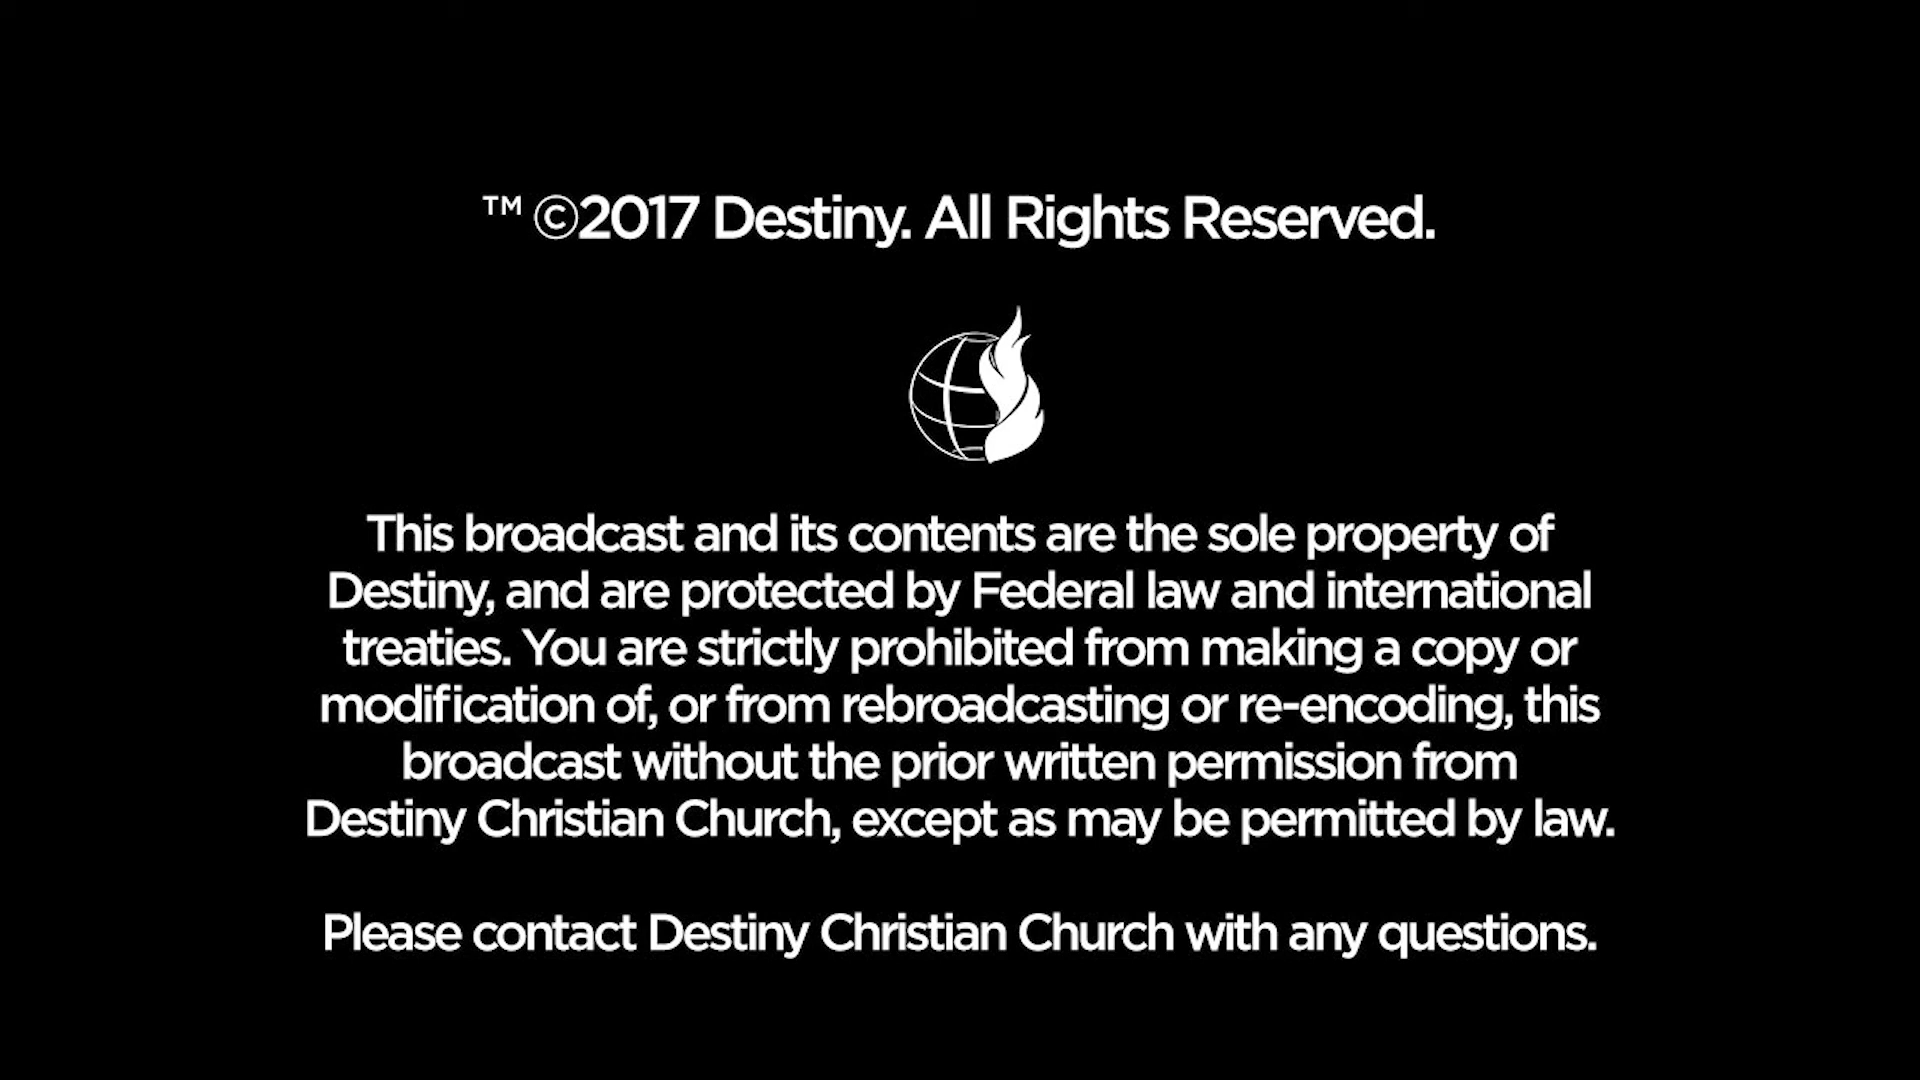 ™ ©2017 Destiny. All Rights Reserved.
This broadcast and its contents are the sole property of
Destiny, and are protected by Federal law and international
treaties. You are strictly prohibited from making a copy or
modification of, or from rebroadcasting or re-encoding, this
broadcast without the prior written permission from
Destiny Christian Church, except as may be permitted by law.
Please contact Destiny Christian Church with any questions.